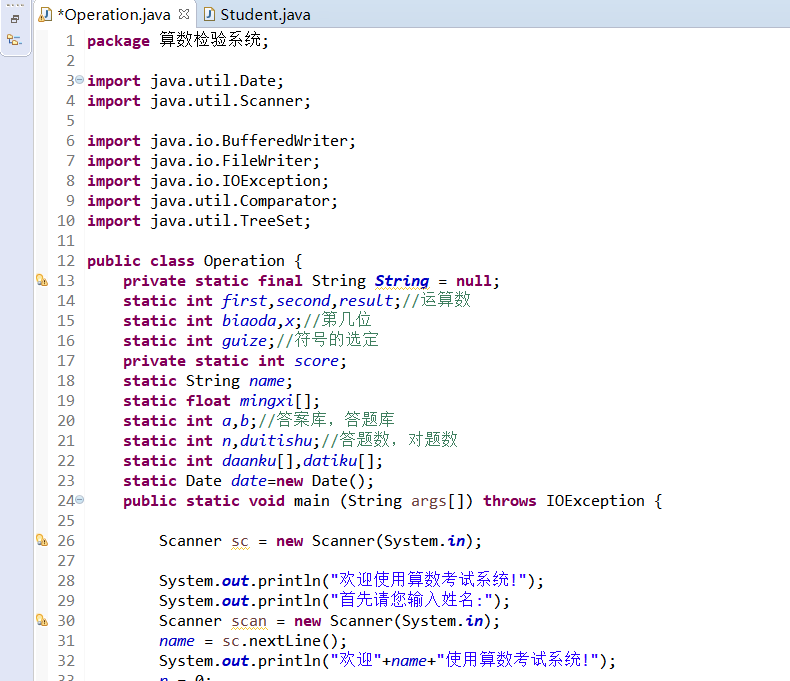 *Operation.java Student.java
1 package 算数检验系统;
2
3 import java.util.Date;
4 import java.util.Scanner;
5
6 import java.io.BufferedWriter;
7 import java.io.FileWriter;
8 import java.io.IOException;
9 import java.util.Comparator;
10 import java.util.TreeSet;
11
12 public class Operation {
13 private static final String String = null;
14 static int first,second,result;//运算数
15 static int biaoda,x;//第几位
16 static int guize;//符号的选定
17 private static int score;
18 static String name;
19 static float mingxi[];
20 static int a,b;//答案库，答题库
21 static int n,duitishu;//答题数，对题数
22 static int daanku[],datiku[];
23 static Date date=new Date();
24 public static void main (String args[]) throws IOException {
25
26 Scanner sc = new Scanner(System.in);
27
28 System.out.println("欢迎使用算数考试系统!");
29 System.out.println("首先请您输入姓名:");
30 Scanner scan = new Scanner(System.in);
31 name = sc.nextLine();
32 System.out.println("欢迎"+name+"使用算数考试系统!");
33 n = 0;